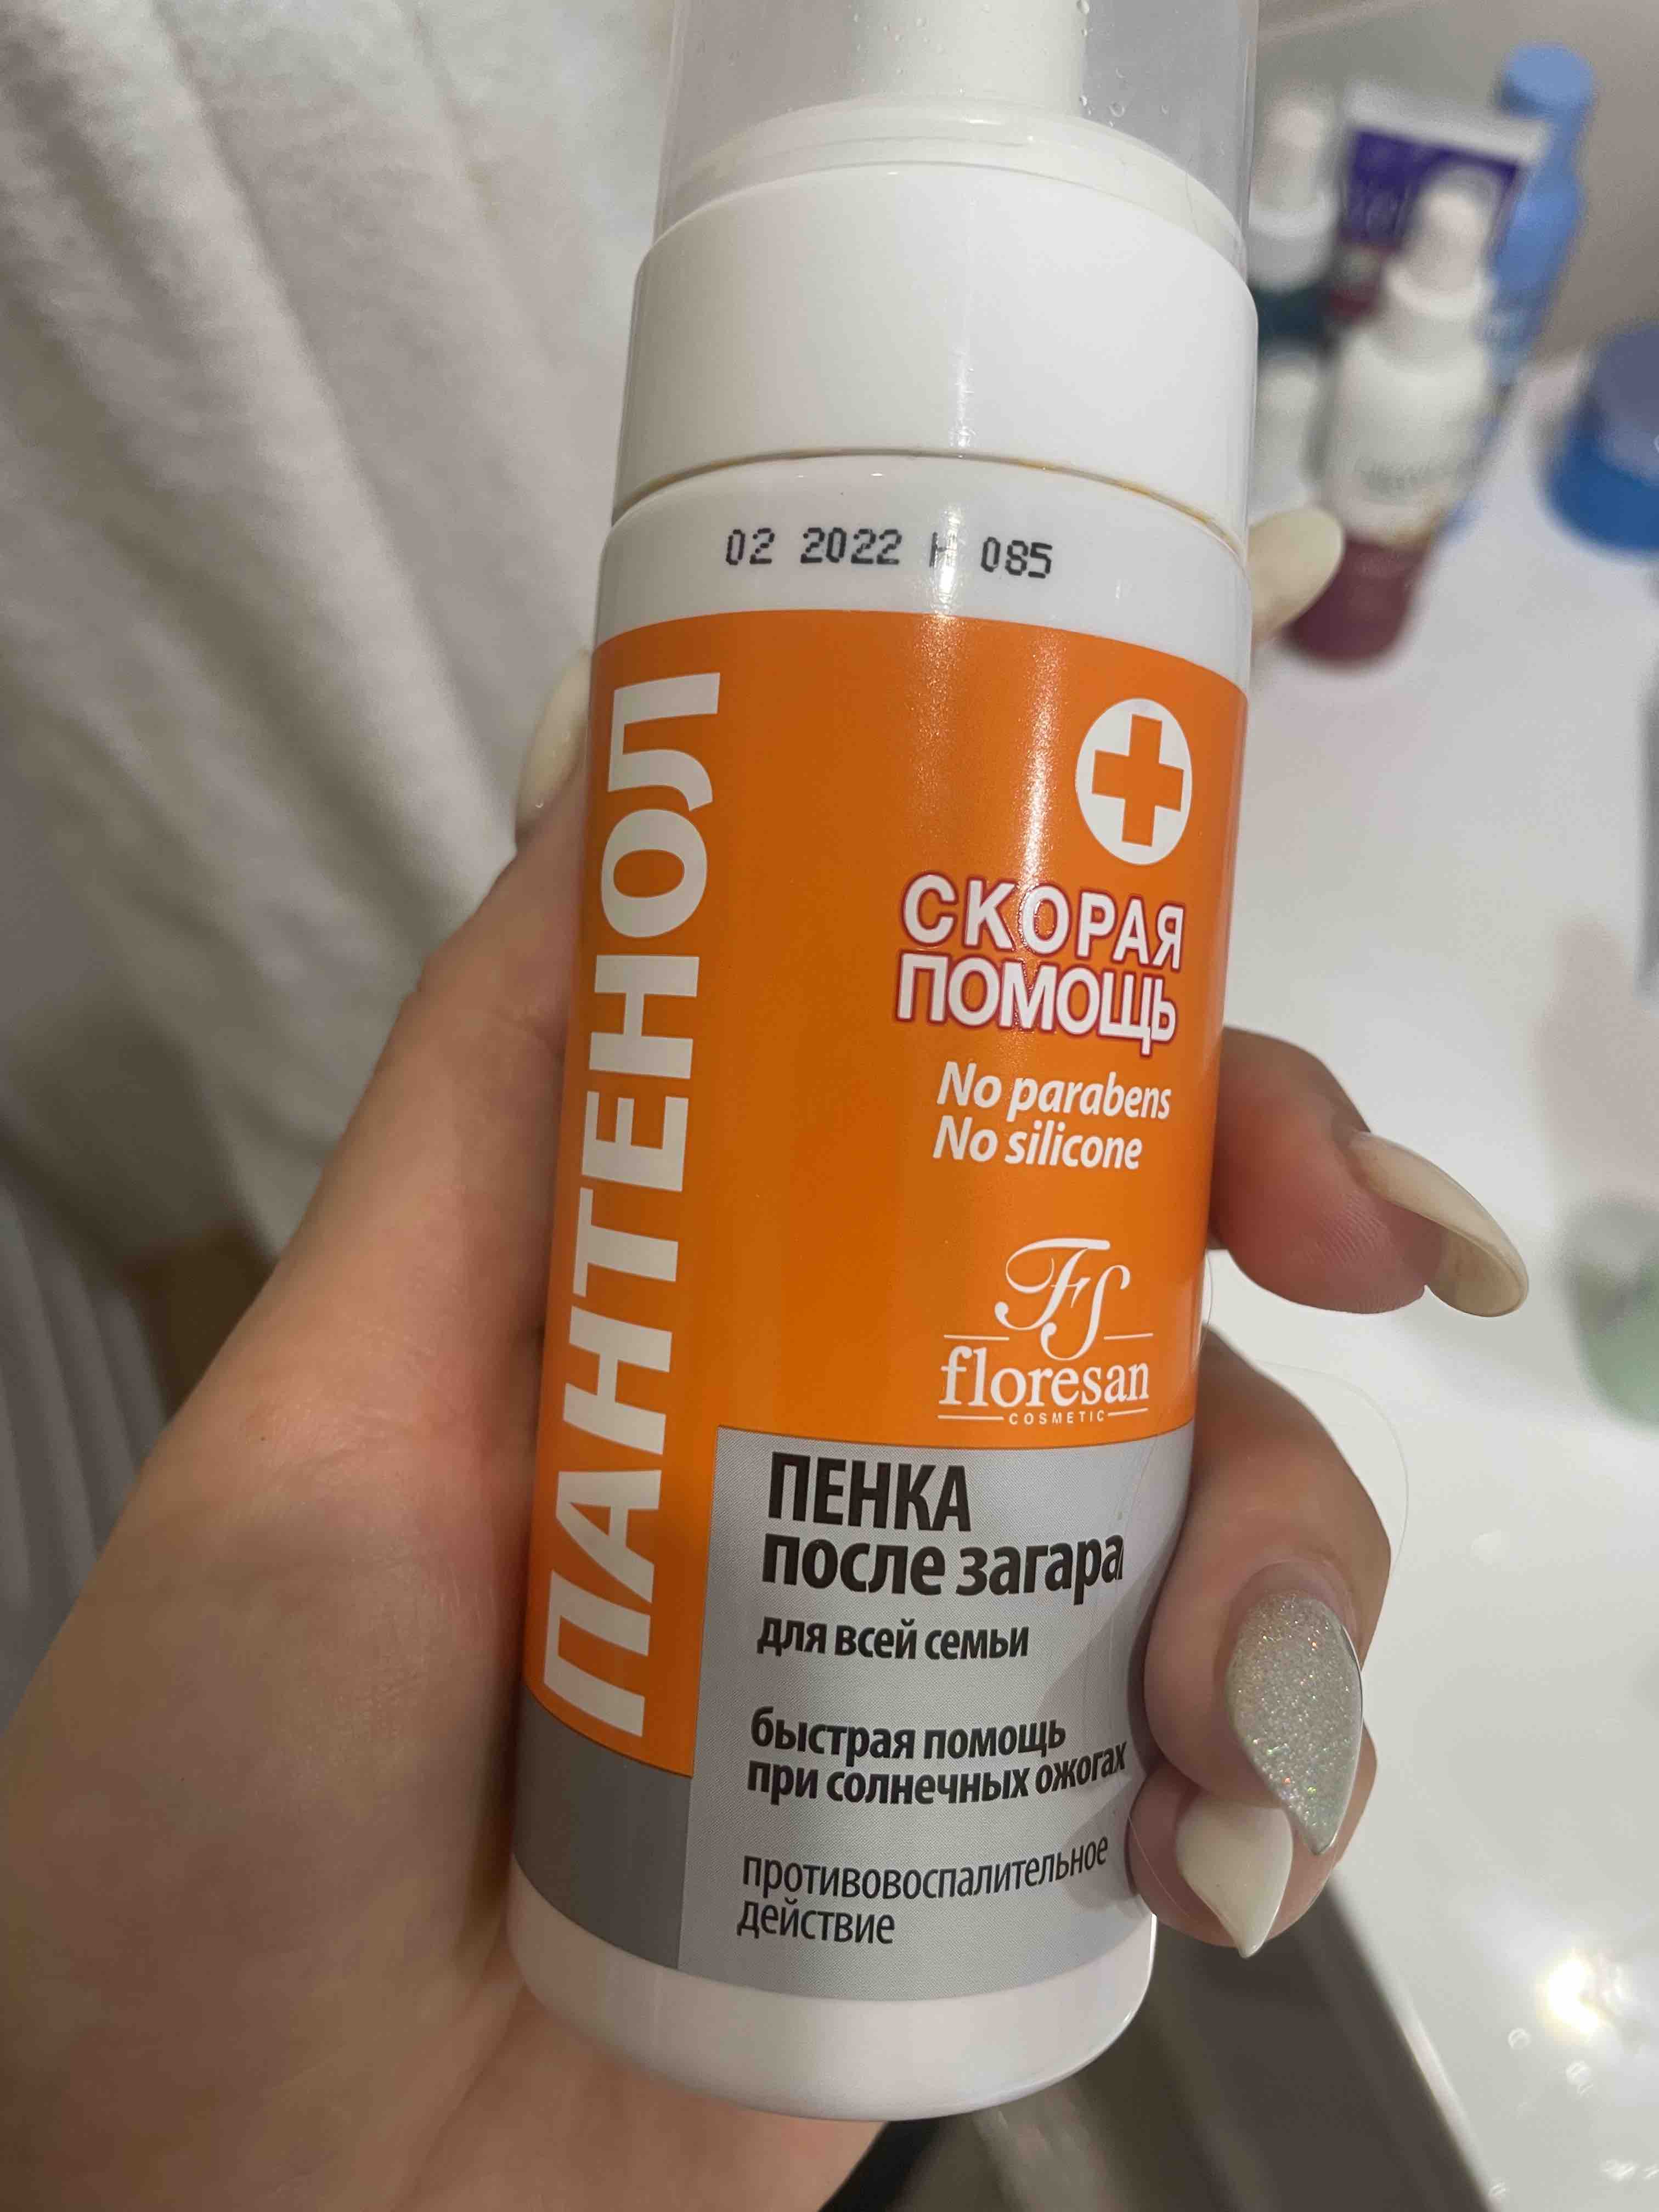 02 2022 Н 085
ПАНТЕНОЛ
СКОРАЯ
ПОМОЩЬ
No parabens
No silicone
FS
floresan
COSMETIC
ПЕНКА
после загара
для всей семьи
быстрая помощь
при солнечных ожогах
противовоспалительное
действие